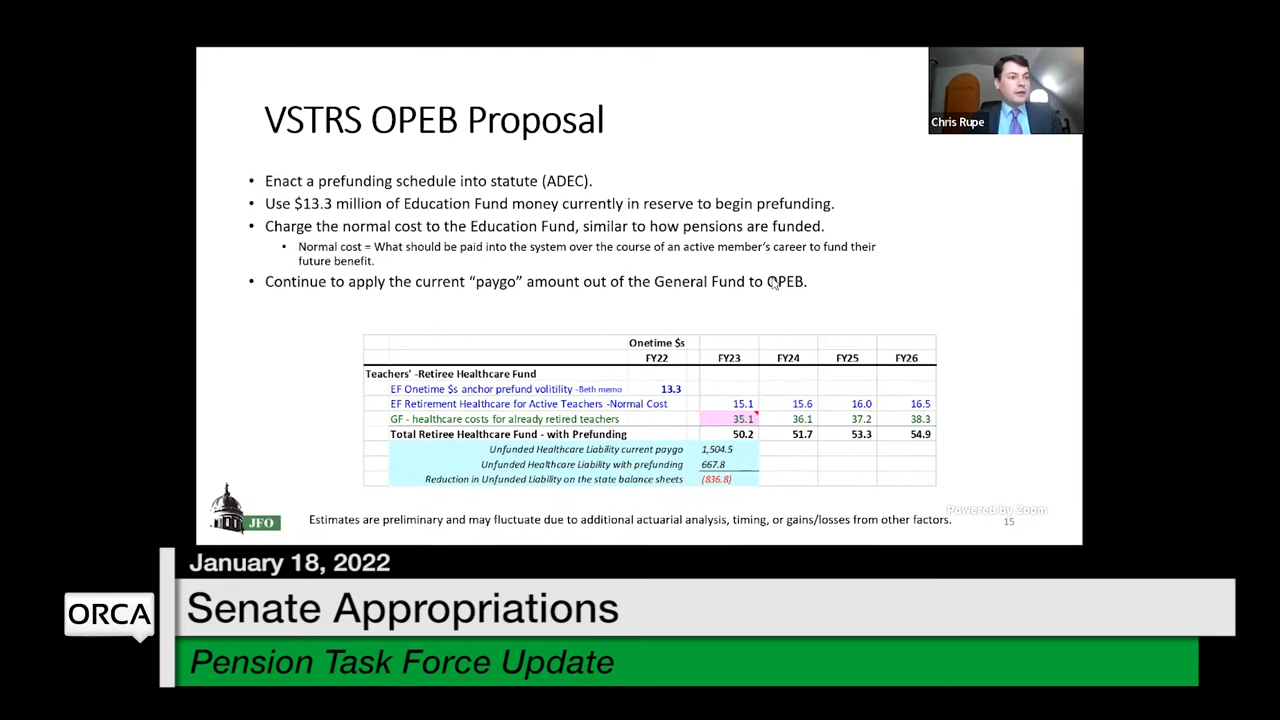 VSTRS OPEB Proposal
Chris Rupe
• Enact a prefunding schedule into statute (ADEC).
• Use $13.3 million of Education Fund money currently in reserve to begin prefunding.
• Charge the normal cost to the Education Fund, similar to how pensions are funded.
• Normal cost = What should be paid into the system over the course of an active member's career to fund their
future benefit.
• Continue to apply the current “paygo” amount out of the General Fund to OPEB.
Onetime $s
FY22 FY23 FY24 FY25 FY26
Teachers' -Retiree Healthcare Fund
EF Onetime $s anchor prefund volitility -Beth memo 13.3
EF Retirement Healthcare for Active Teachers -Normal Cost 15.1 15.6 16.0 16.5
GF - healthcare costs for already retired teachers 35.1 36.1 37.2 38.3
Total Retiree Healthcare Fund - with Prefunding 50.2 51.7 53.3 54.9
Unfunded Healthcare Liability current paygo 1,504.5
Unfunded Healthcare Liability with prefunding 667.8
Reduction in Unfunded Liability on the state balance sheets (836.8)
JFO
Estimates are preliminary and may fluctuate due to additional actuarial analysis, timing, or gains/losses from other factors.
Powered by Zoom
15
January 18, 2022
ORCA
Senate Appropriations
Pension Task Force Update